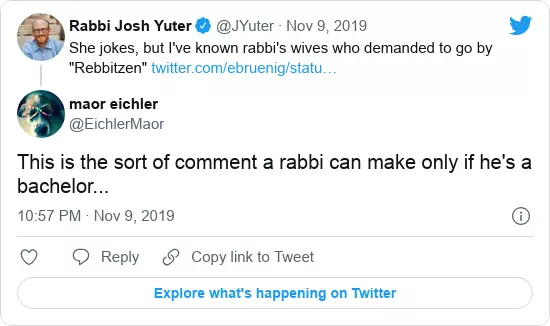 Rabbi Josh Yuter @JYuter · Nov 9, 2019
She jokes, but I've known rabbi's wives who demanded to go by
"Rebbitzen" twitter.com/ebruenig/statu…
maor eichler
@EichlerMaor
This is the sort of comment a rabbi can make only if he's a
bachelor...
10:57 PM · Nov 9, 2019
Reply
Copy link to Tweet
Explore what's happening on Twitter